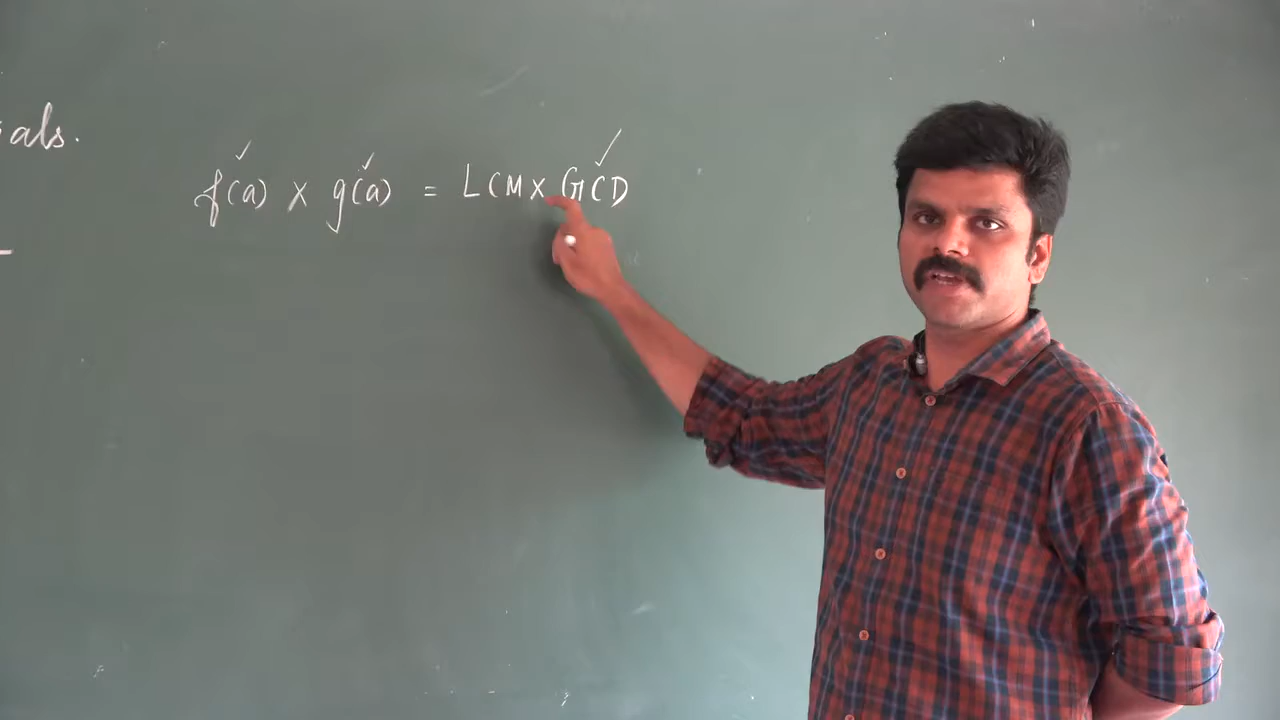 als.
f(a) x g(a) = LCM x GCD